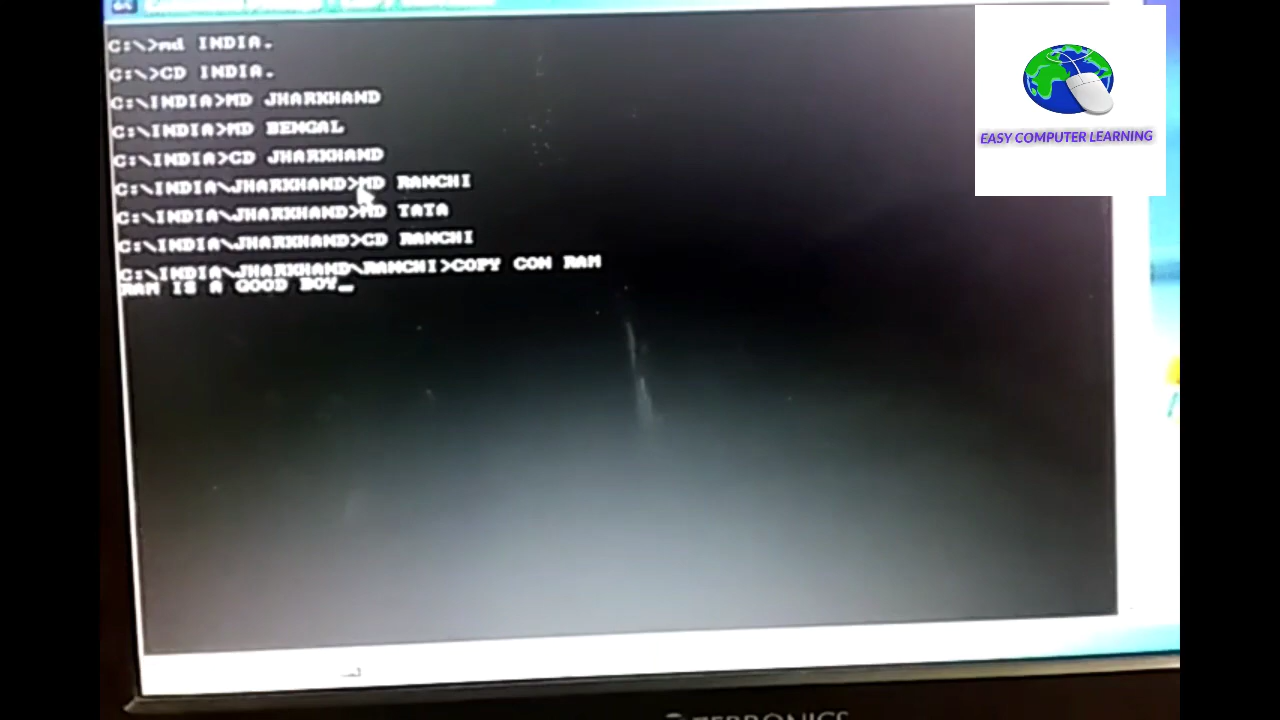 C:\>md INDIA.
C:\>CD INDIA.
C:\INDIA>MD JHARKHAND
C:\INDIA>MD BENGAL
C:\INDIA>CD JHARKHAND
C:\INDIA\JHARKHAND>MD RANCHI
C:\INDIA\JHARKHAND>MD TATA
C:\INDIA\JHARKHAND>CD RANCHI
C:\INDIA\JHARKHAND\RANCHI>COPY CON RAM
RAM IS A GOOD BOY_
EASY COMPUTER LEARNING